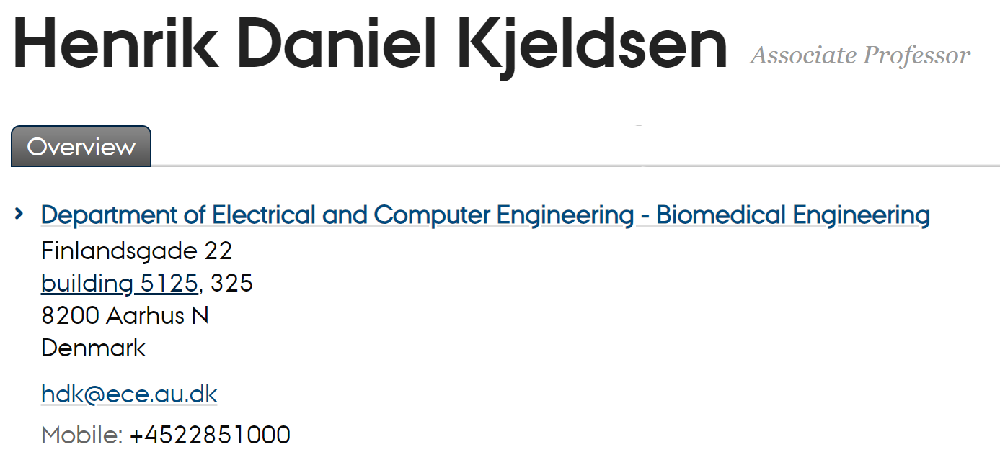 Henrik Daniel Kjeldsen Associate Professor
Overview
Department of Electrical and Computer Engineering - Biomedical Engineering
Finlandsgade 22
building 5125, 325
8200 Aarhus N
Denmark
hdk@ece.au.dk
Mobile: +4522851000